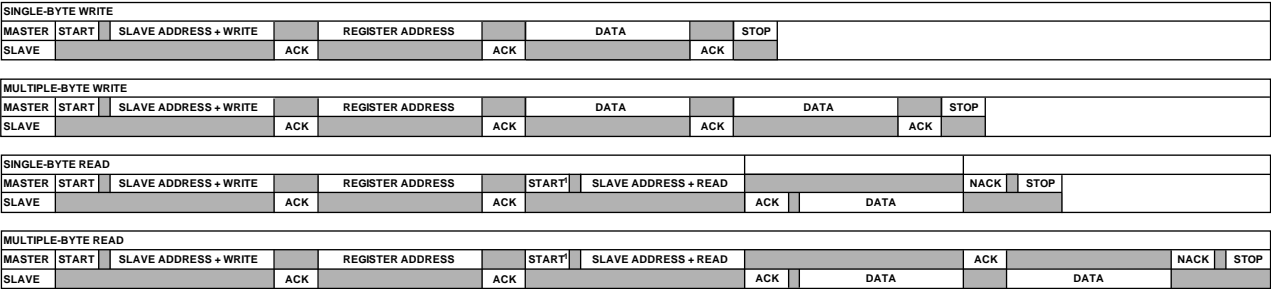 SINGLE-BYTE WRITE
MASTER START SLAVE ADDRESS + WRITE REGISTER ADDRESS DATA STOP
SLAVE ACK ACK ACK
MULTIPLE-BYTE WRITE
MASTER START SLAVE ADDRESS + WRITE REGISTER ADDRESS DATA DATA STOP
SLAVE ACK ACK ACK ACK
SINGLE-BYTE READ
MASTER START SLAVE ADDRESS + WRITE REGISTER ADDRESS START¹ SLAVE ADDRESS + READ NACK STOP
SLAVE ACK ACK ACK DATA
MULTIPLE-BYTE READ
MASTER START SLAVE ADDRESS + WRITE REGISTER ADDRESS START¹ SLAVE ADDRESS + READ ACK NACK STOP
SLAVE ACK ACK ACK DATA DATA